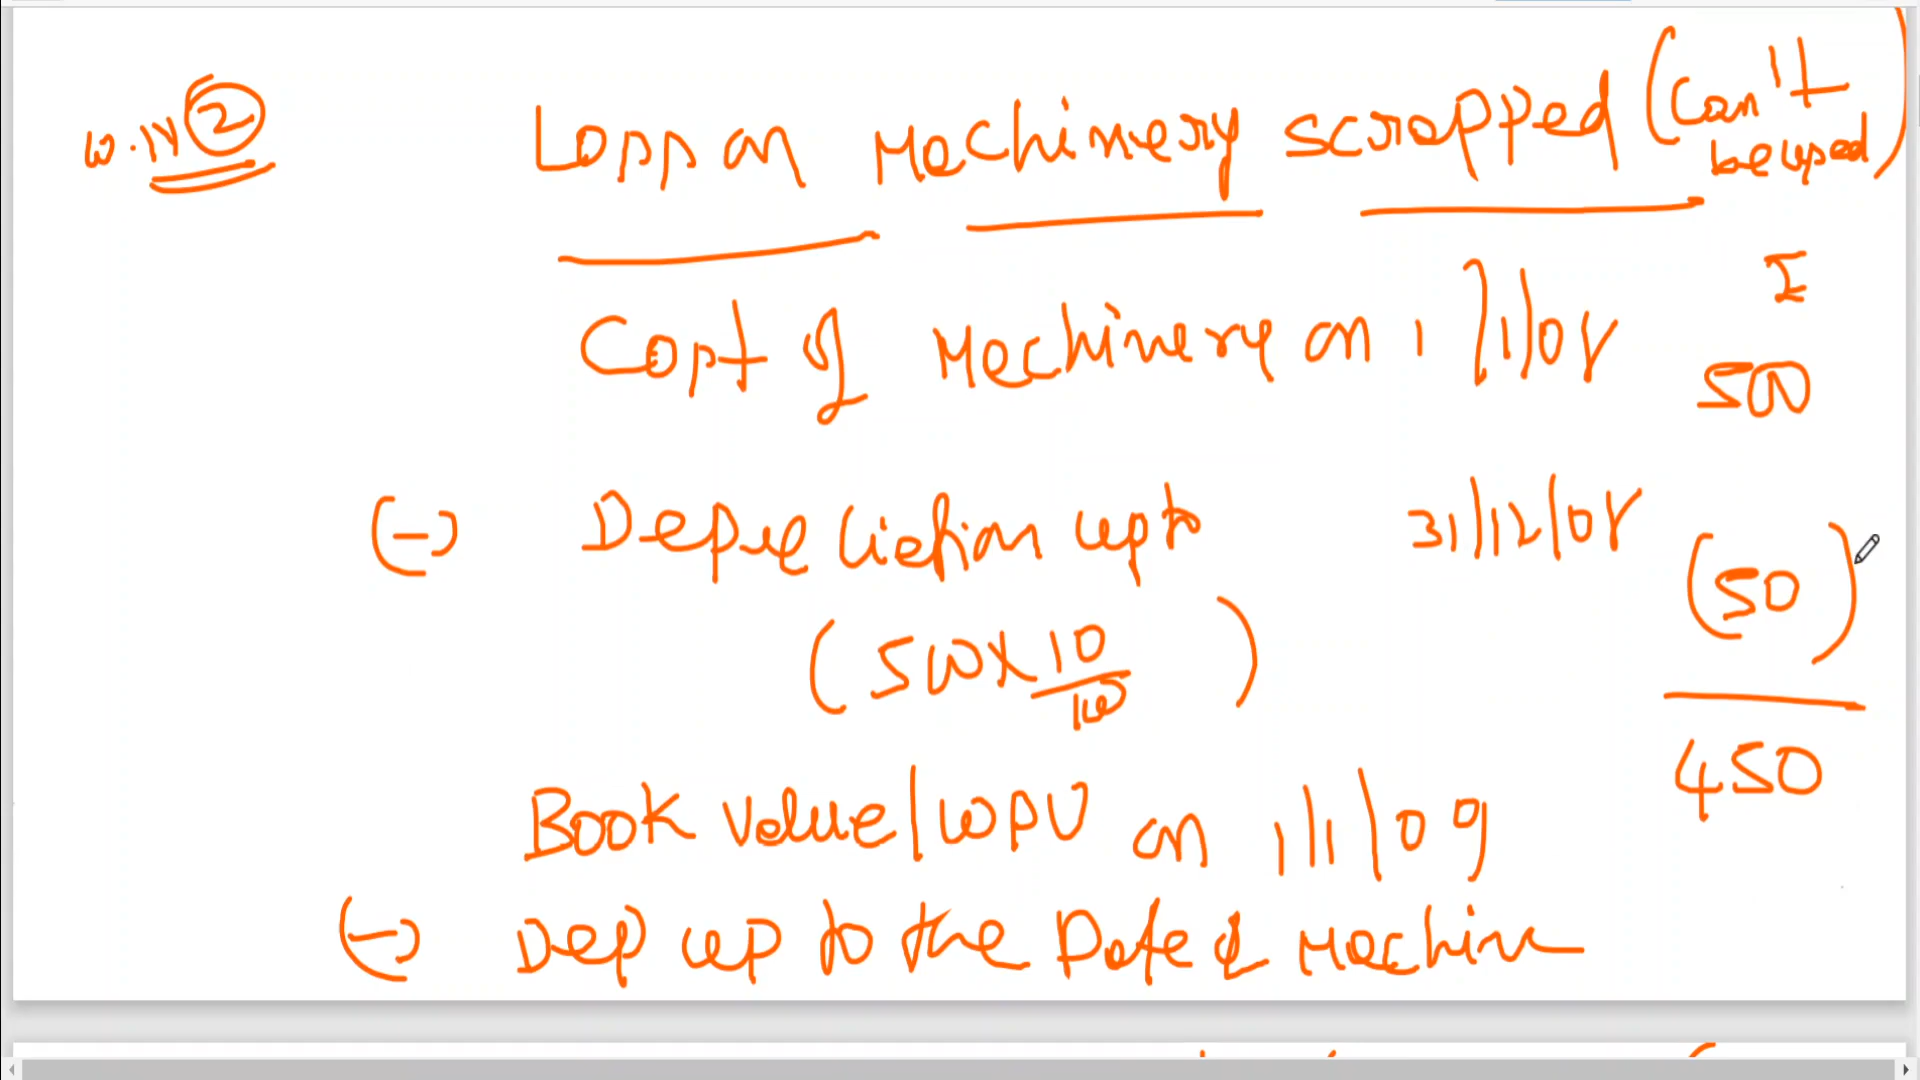 W.N ② Loss on Machinery scrapped (Can't be used)
I
Cost of Machinery on 1/1/08 500
(-) Depreciation upto 31/12/08 (50)
(500 × 10/100)
450
Book value/WDV on 1/1/09
(-) Dep up to the Date of Machine